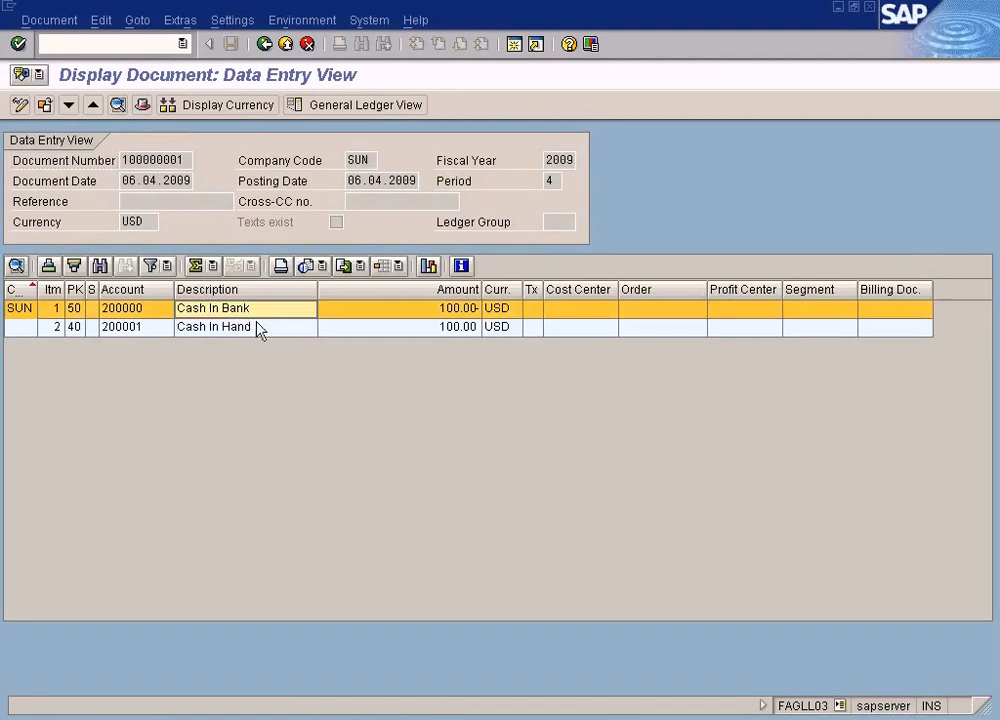 Document Edit Goto Extras Settings Environment System Help
SAP
Display Document: Data Entry View
Display Currency General Ledger View
Data Entry View
Document Number 100000001 Company Code SUN Fiscal Year 2009
Document Date 06.04.2009 Posting Date 06.04.2009 Period 4
Reference Cross-CC no.
Currency USD Texts exist Ledger Group
C... Itm PK S Account Description Amount Curr. Tx Cost Center Order Profit Center Segment Billing Doc.
SUN 1 50 200000 Cash In Bank 100.00- USD
2 40 200001 Cash In Hand 100.00 USD
FAGLL03 sapserver INS